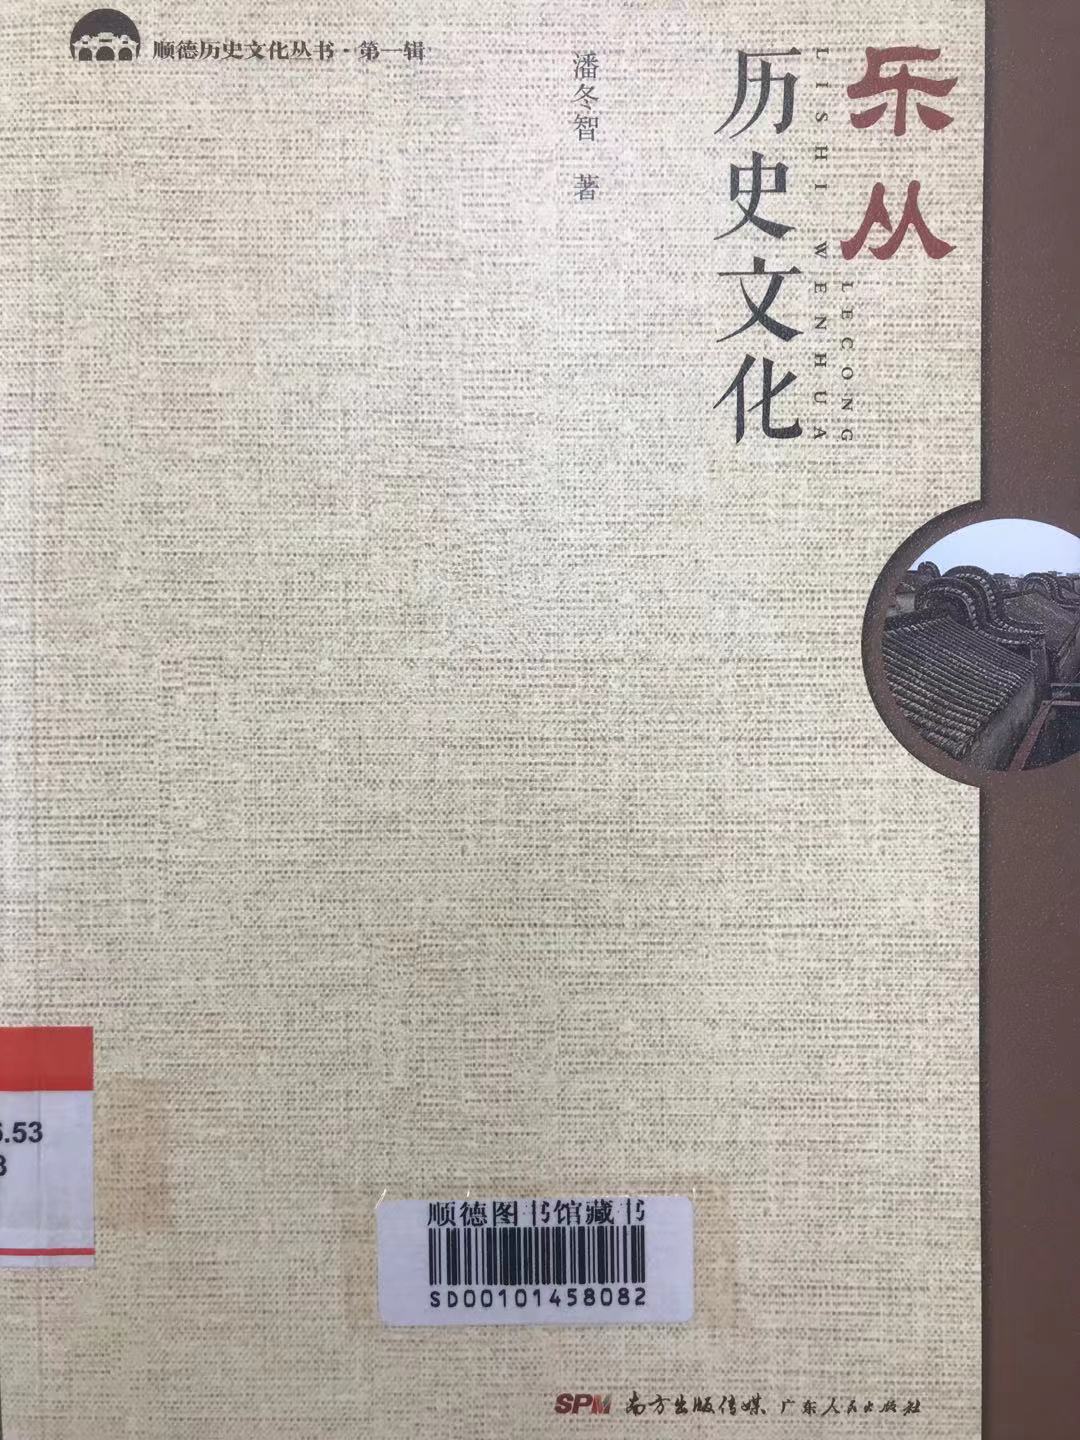 顺德历史文化丛书·第一辑
乐丛
LECONG
历史文化
LISHI WENHUA
潘冬智 著
.53
顺德图书馆藏书
SD00101458082
SPM 南方出版传媒 广东人民出版社